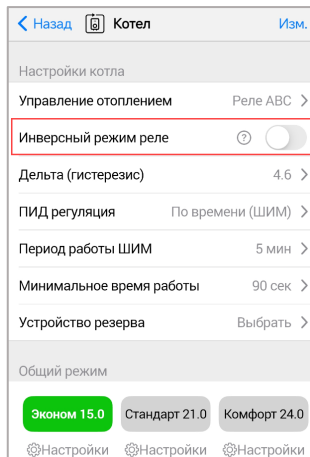 Назад Котел Изм.
Настройки котла
Управление отоплением Реле АВС
Инверсный режим реле ?
Дельта (гистерезис) 4.6
ПИД регуляция По времени (ШИМ)
Период работы ШИМ 5 мин
Минимальное время работы 90 сек
Устройство резерва Выбрать
Общий режим
Эконом 15.0 Стандарт 21.0 Комфорт 24.0
Настройки Настройки Настройки